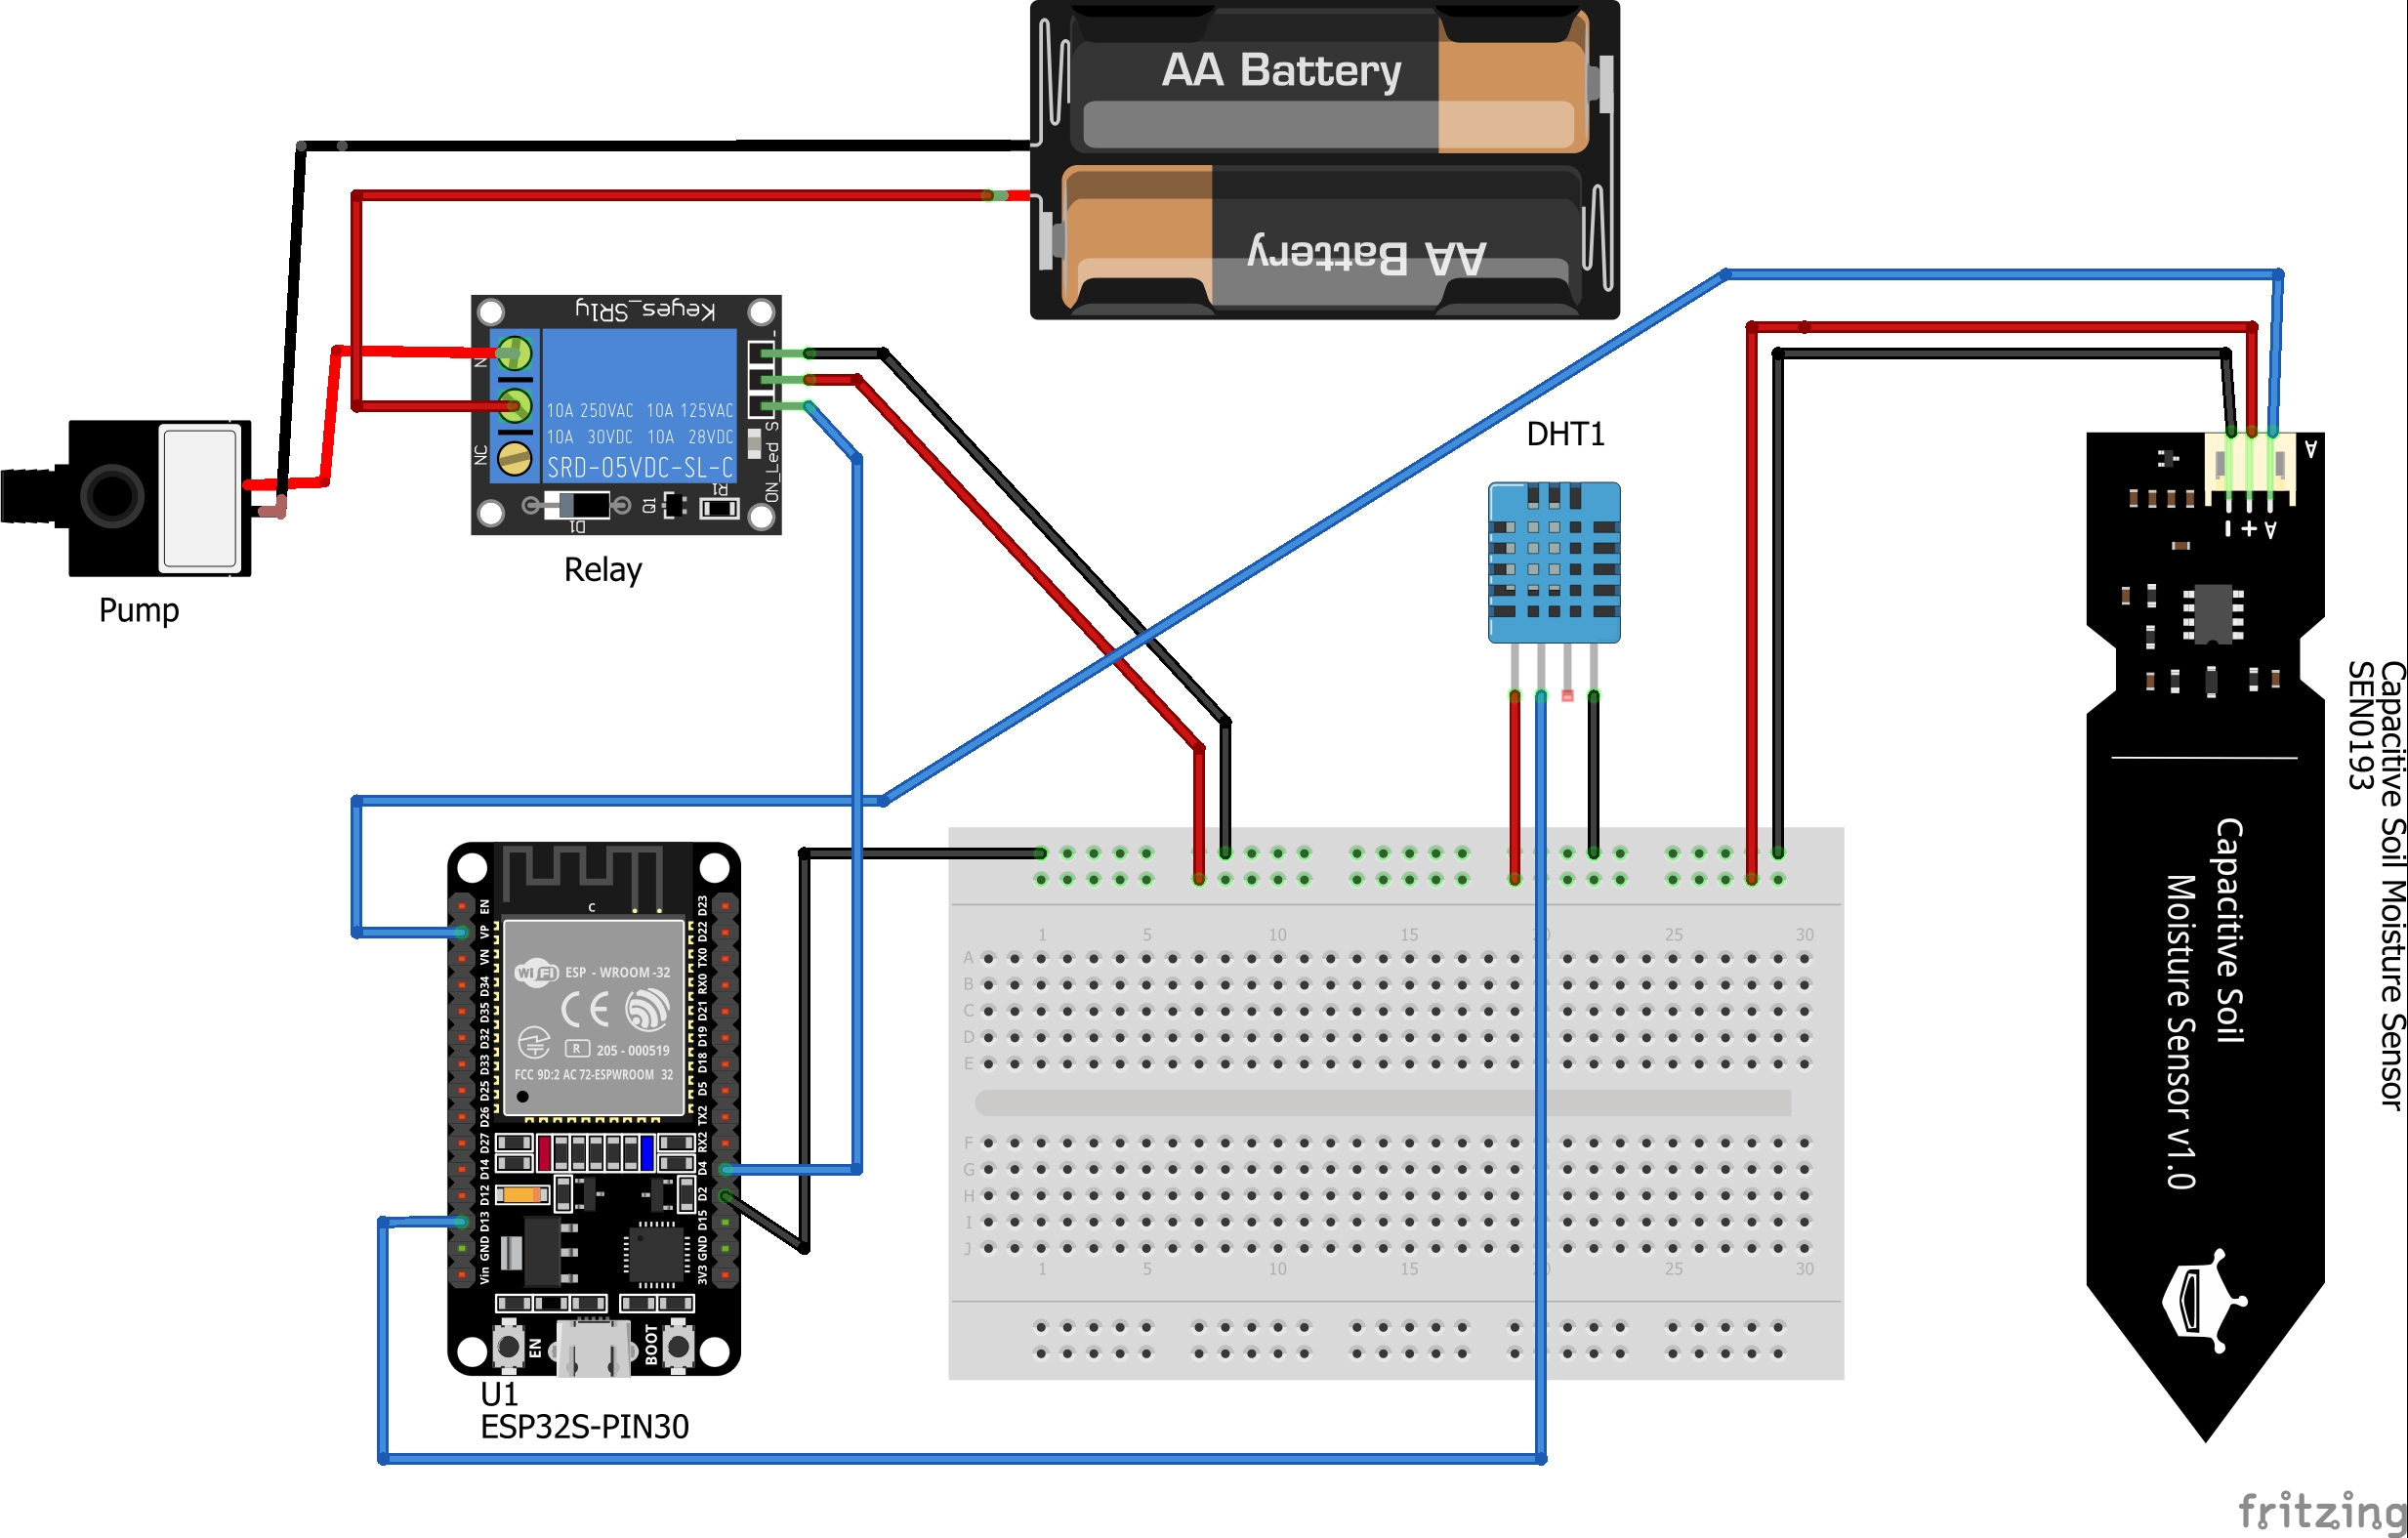 AA Battery
AA Battery
Keyes_SR1y
N
NC
10A 250VAC 10A 125VAC
10A 30VDC 10A 28VDC
SRD-05VDC-SL-C
-
S
ON_Led
D1
Q1
R1
Relay
Pump
DHT1
A
- + A
Capacitive Soil
Moisture Sensor v1.0
Capacitive Soil Moisture Sensor
SEN0193
EN
VP
VN
D34
D35
D32
D33
D25
D26
D27
D14
D12
D13
GND
Vin
D23
D22
TX0
RX0
D21
D19
D18
D5
TX2
RX2
D4
D2
D15
GND
3V3
C
WiFi ESP - WROOM -32
CE
R 205 - 000519
FCC 9D:2 AC 72-ESPWROOM 32
EN
BOOT
U1
ESP32S-PIN30
1 5 10 15 20 25 30
A
B
C
D
E
F
G
H
I
J
1 5 10 15 20 25 30
fritzing